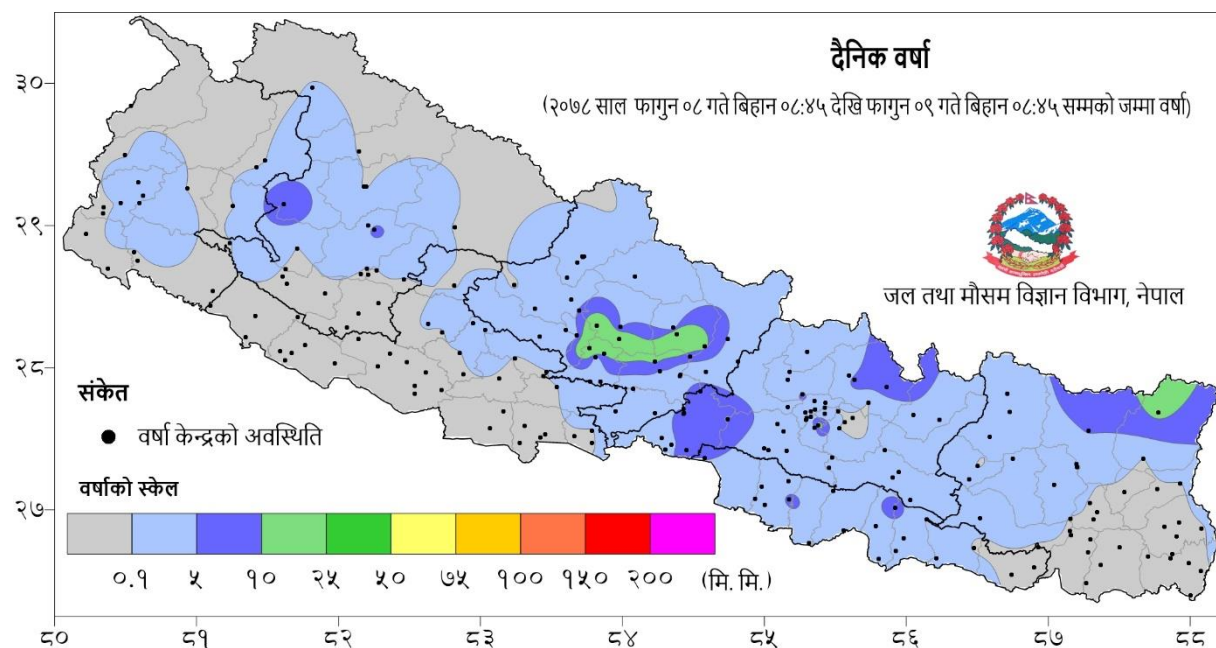 दैनिक वर्षा
(२०७८ साल फागुन ०८ गते बिहान ०८:४५ देखि फागुन ०९ गते बिहान ०८:४५ सम्मको जम्मा वर्षा)
३०
२९
२८
२७
जल तथा मौसम विज्ञान विभाग, नेपाल
संकेत
वर्षा केन्द्रको अवस्थिति
वर्षाको स्केल
०.१ ५ १० २५ ५० ७५ १०० १५० २०० (मि. मि.)
८० ८१ ८२ ८३ ८४ ८५ ८६ ८७ ८८